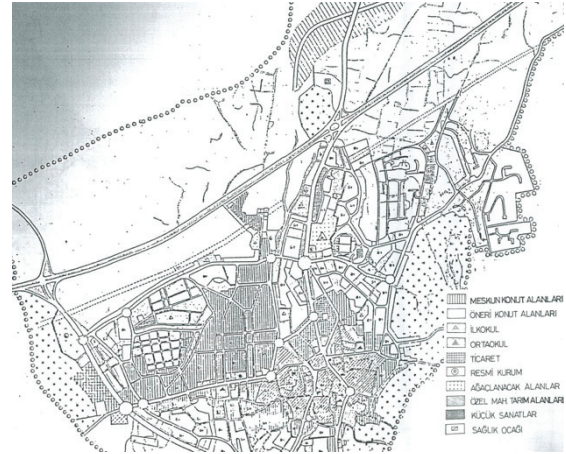 MESKUN KONUT ALANLARI
ÖNERİ KONUT ALANLARI
İLKOKUL
ORTAOKUL
TİCARET
RESMİ KURUM
AĞAÇLANACAK ALANLAR
ÖZEL MAH. TARIM ALANLARI
KÜÇÜK SANATLAR
SAĞLIK OCAĞI